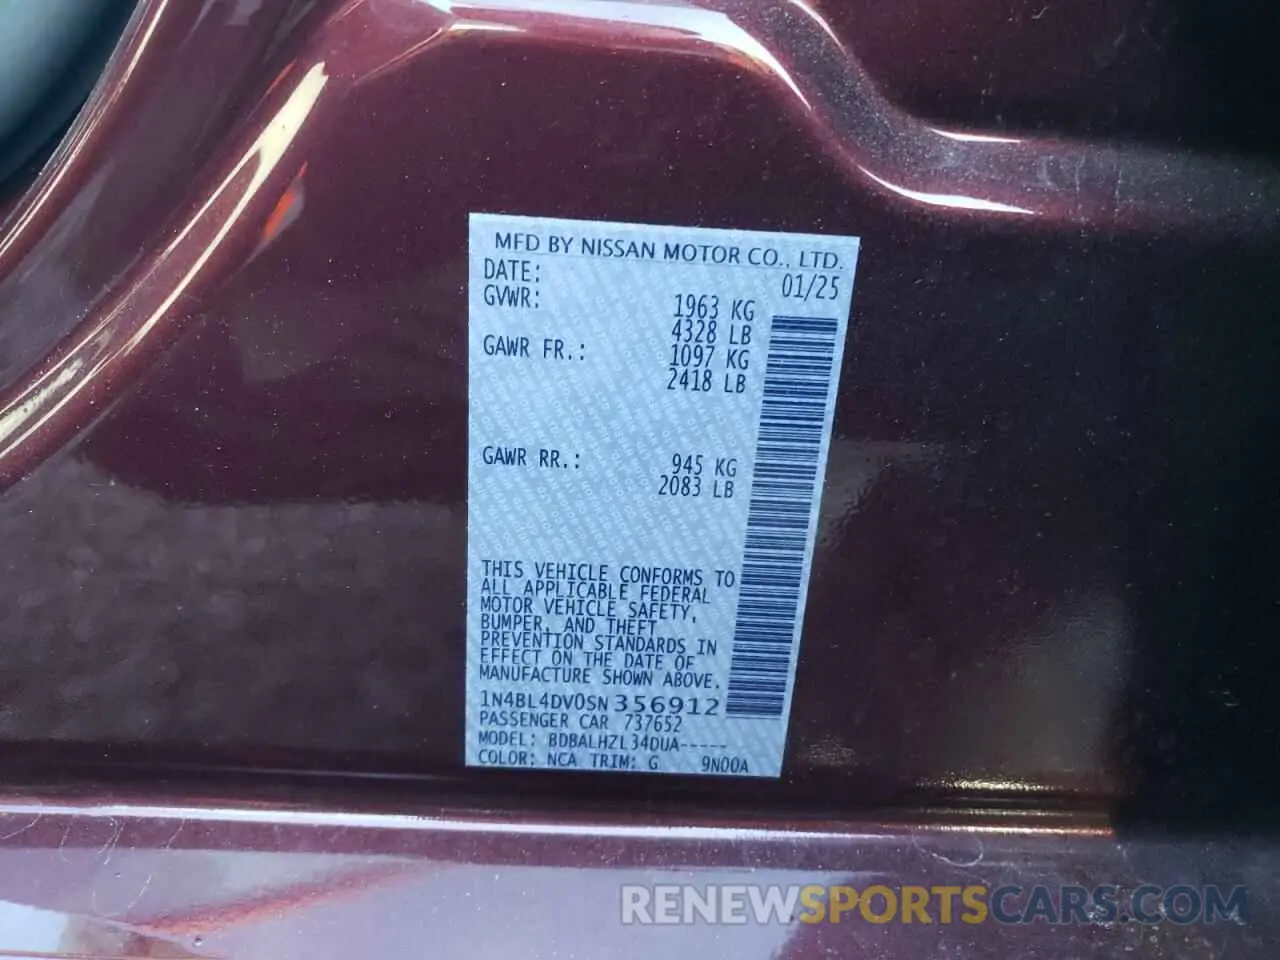 MFD BY NISSAN MOTOR CO., LTD.
DATE: 01/25
GVWR: 1963 KG
4328 LB
GAWR FR.: 1097 KG
2418 LB
GAWR RR.: 945 KG
2083 LB
THIS VEHICLE CONFORMS TO
ALL APPLICABLE FEDERAL
MOTOR VEHICLE SAFETY,
BUMPER, AND THEFT
PREVENTION STANDARDS IN
EFFECT ON THE DATE OF
MANUFACTURE SHOWN ABOVE.
1N4BL4DV0SN356912
PASSENGER CAR 737652
MODEL: BDBALHZL34DUA-----
COLOR: NCA TRIM: G 9N00A
RENEWSPORTSCARS.COM